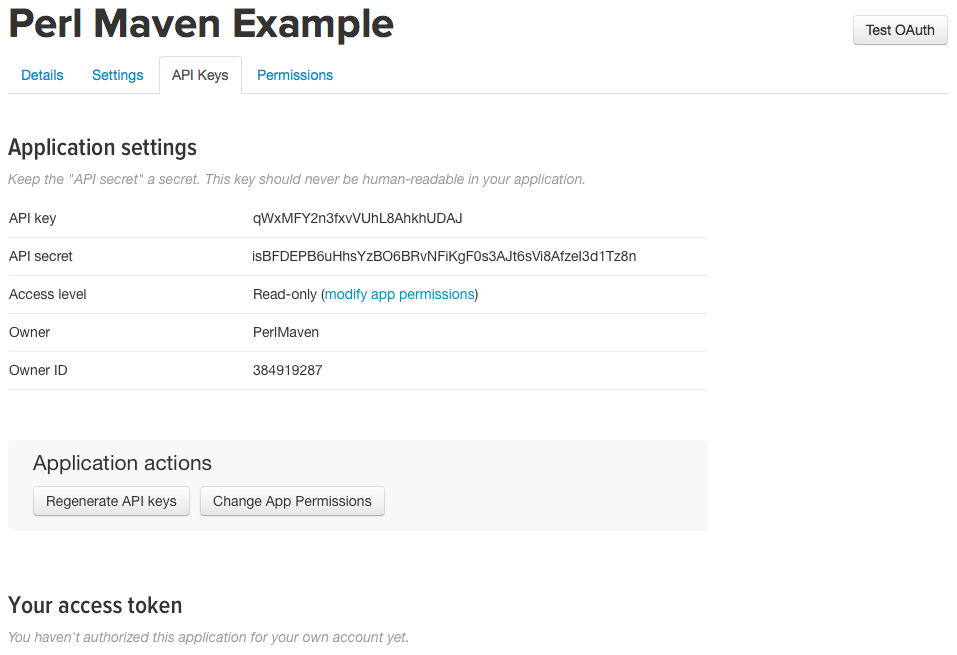 Perl Maven Example
Test OAuth
Details Settings API Keys Permissions
Application settings
Keep the "API secret" a secret. This key should never be human-readable in your application.
API key qWxMFY2n3fxvVUhL8AhkhUDAJ
API secret isBFDEPB6uHhsYzBO6BRvNFiKgF0s3AJt6sVi8Afzel3d1Tz8n
Access level Read-only (modify app permissions)
Owner PerlMaven
Owner ID 384919287
Application actions
Regenerate API keys Change App Permissions
Your access token
You haven't authorized this application for your own account yet.